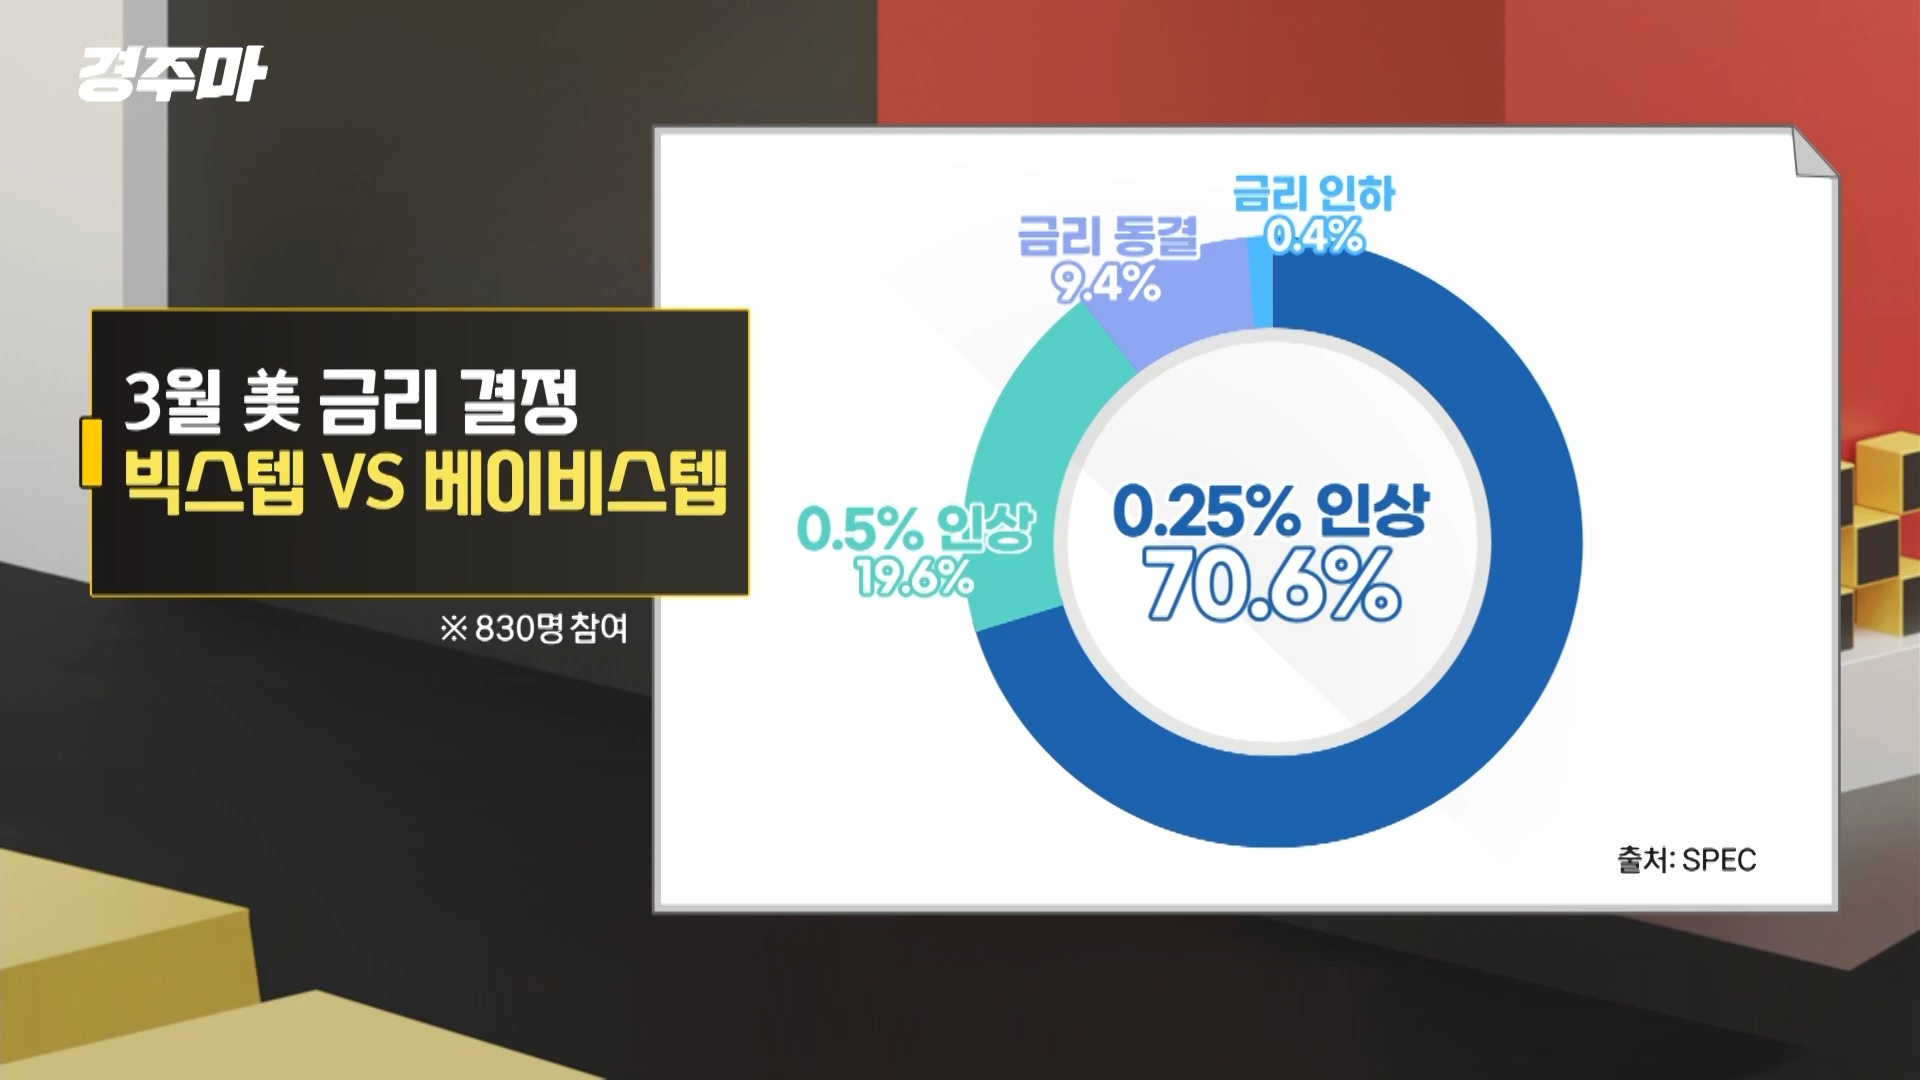 경주마
3월 美 금리 결정
빅스텝 VS 베이비스텝
※ 830명 참여
금리 인하
0.4%
금리 동결
9.4%
0.5% 인상
19.6%
0.25% 인상
70.6%
출처: SPEC